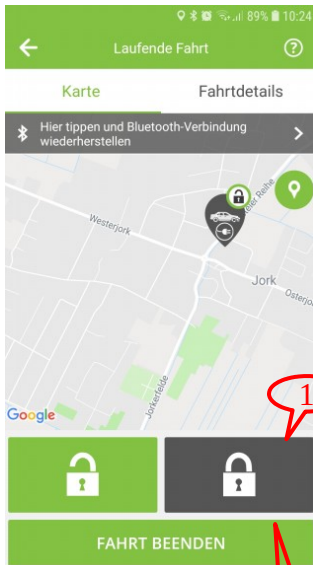 89% 10:24
Laufende Fahrt
?
Karte
Fahrtdetails
Hier tippen und Bluetooth-Verbindung
wiederherstellen
Westerjork
Jork
Jorkerfelde
Google
1
FAHRT BEENDEN